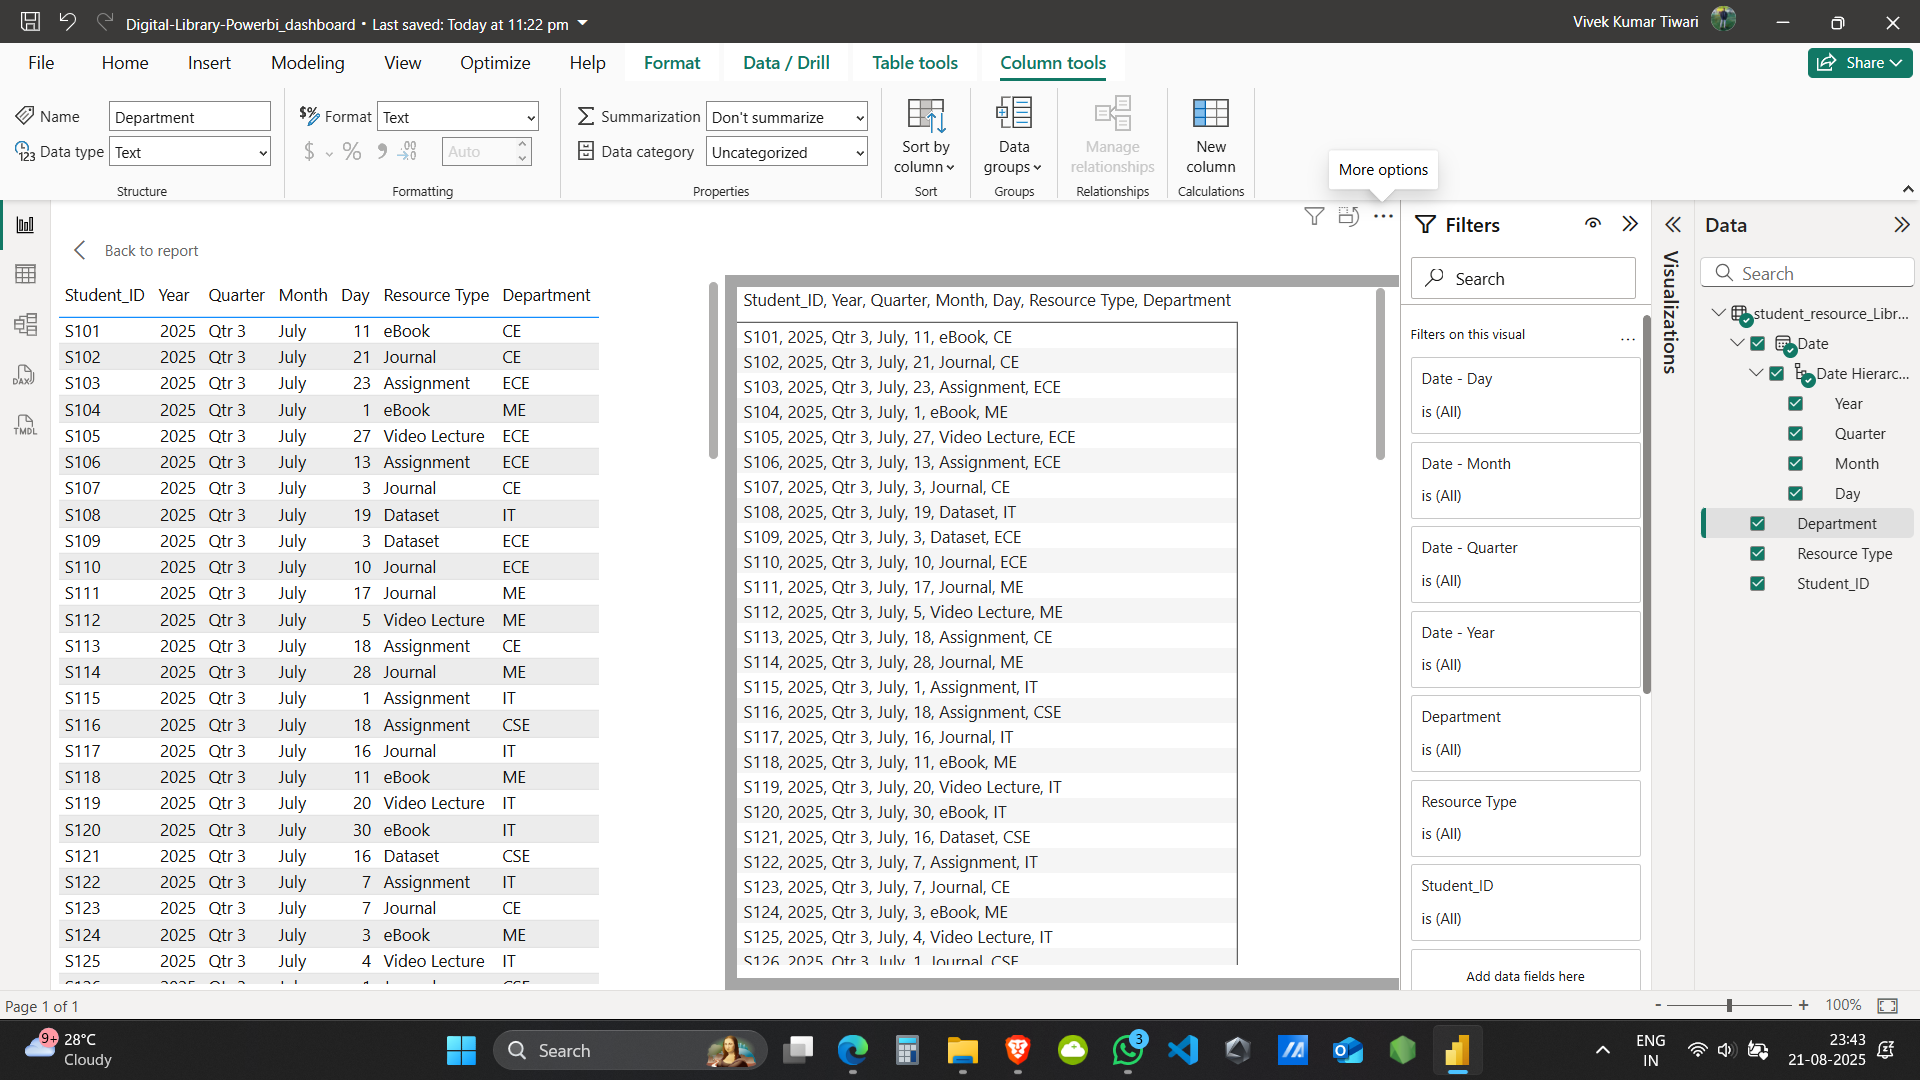 Digital-Library-Powerbi_dashboard • Last saved: Today at 11:22 pm
Vivek Kumar Tiwari
File Home Insert Modeling View Optimize Help Format Data / Drill Table tools Column tools
Share
Name Department
Data type Text
Structure
Format Text
$ % Auto
Formatting
Summarization Don't summarize
Data category Uncategorized
Properties
Sort by column
Sort
Data groups
Groups
Manage relationships
Relationships
New column
Calculations
More options
Back to report
Student_ID Year Quarter Month Day Resource Type Department
S101 2025 Qtr 3 July 11 eBook CE
S102 2025 Qtr 3 July 21 Journal CE
S103 2025 Qtr 3 July 23 Assignment ECE
S104 2025 Qtr 3 July 1 eBook ME
S105 2025 Qtr 3 July 27 Video Lecture ECE
S106 2025 Qtr 3 July 13 Assignment ECE
S107 2025 Qtr 3 July 3 Journal CE
S108 2025 Qtr 3 July 19 Dataset IT
S109 2025 Qtr 3 July 3 Dataset ECE
S110 2025 Qtr 3 July 10 Journal ECE
S111 2025 Qtr 3 July 17 Journal ME
S112 2025 Qtr 3 July 5 Video Lecture ME
S113 2025 Qtr 3 July 18 Assignment CE
S114 2025 Qtr 3 July 28 Journal ME
S115 2025 Qtr 3 July 1 Assignment IT
S116 2025 Qtr 3 July 18 Assignment CSE
S117 2025 Qtr 3 July 16 Journal IT
S118 2025 Qtr 3 July 11 eBook ME
S119 2025 Qtr 3 July 20 Video Lecture IT
S120 2025 Qtr 3 July 30 eBook IT
S121 2025 Qtr 3 July 16 Dataset CSE
S122 2025 Qtr 3 July 7 Assignment IT
S123 2025 Qtr 3 July 7 Journal CE
S124 2025 Qtr 3 July 3 eBook ME
S125 2025 Qtr 3 July 4 Video Lecture IT
Student_ID, Year, Quarter, Month, Day, Resource Type, Department
S101, 2025, Qtr 3, July, 11, eBook, CE
S102, 2025, Qtr 3, July, 21, Journal, CE
S103, 2025, Qtr 3, July, 23, Assignment, ECE
S104, 2025, Qtr 3, July, 1, eBook, ME
S105, 2025, Qtr 3, July, 27, Video Lecture, ECE
S106, 2025, Qtr 3, July, 13, Assignment, ECE
S107, 2025, Qtr 3, July, 3, Journal, CE
S108, 2025, Qtr 3, July, 19, Dataset, IT
S109, 2025, Qtr 3, July, 3, Dataset, ECE
S110, 2025, Qtr 3, July, 10, Journal, ECE
S111, 2025, Qtr 3, July, 17, Journal, ME
S112, 2025, Qtr 3, July, 5, Video Lecture, ME
S113, 2025, Qtr 3, July, 18, Assignment, CE
S114, 2025, Qtr 3, July, 28, Journal, ME
S115, 2025, Qtr 3, July, 1, Assignment, IT
S116, 2025, Qtr 3, July, 18, Assignment, CSE
S117, 2025, Qtr 3, July, 16, Journal, IT
S118, 2025, Qtr 3, July, 11, eBook, ME
S119, 2025, Qtr 3, July, 20, Video Lecture, IT
S120, 2025, Qtr 3, July, 30, eBook, IT
S121, 2025, Qtr 3, July, 16, Dataset, CSE
S122, 2025, Qtr 3, July, 7, Assignment, IT
S123, 2025, Qtr 3, July, 7, Journal, CE
S124, 2025, Qtr 3, July, 3, eBook, ME
S125, 2025, Qtr 3, July, 4, Video Lecture, IT
S126, 2025, Qtr 3, July, 1, Journal, CSE
Filters
Search
Filters on this visual ...
Date - Day
is (All)
Date - Month
is (All)
Date - Quarter
is (All)
Date - Year
is (All)
Department
is (All)
Resource Type
is (All)
Student_ID
is (All)
Add data fields here
Visualizations
Data
Search
student_resource_Libr...
Date
Date Hierarc...
Year
Quarter
Month
Day
Department
Resource Type
Student_ID
DAX
TMDL
Page 1 of 1
- + 100%
9+
28°C
Cloudy
Search
3
ENG
IN
23:43
21-08-2025